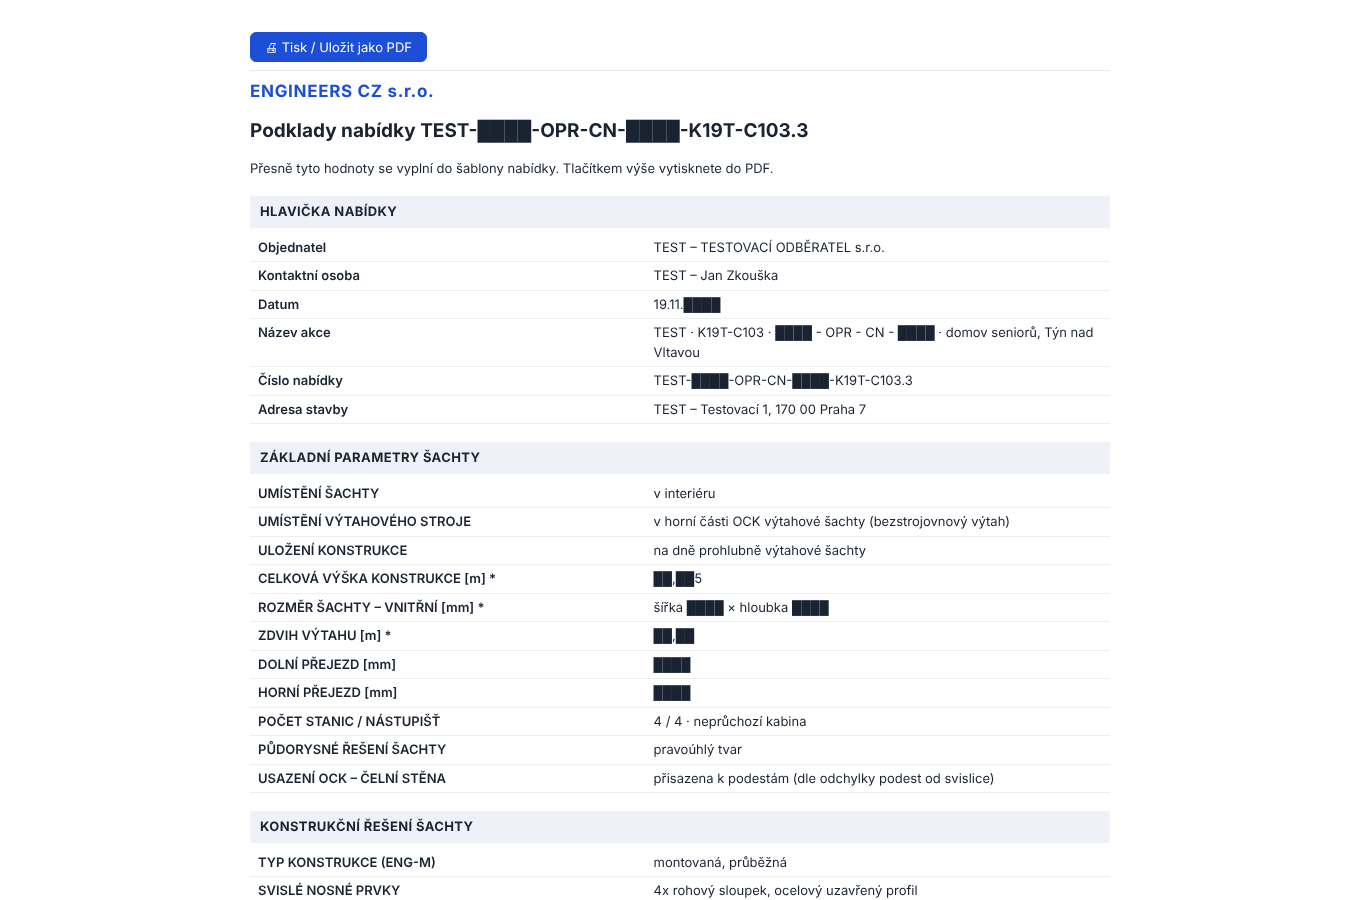 🖨 Tisk / Uložit jako PDF
ENGINEERS CZ s.r.o.
Podklady nabídky TEST-████-OPR-CN-████-K19T-C103.3
Přesně tyto hodnoty se vyplní do šablony nabídky. Tlačítkem výše vytisknete do PDF.
HLAVIČKA NABÍDKY
Objednatel TEST – TESTOVACÍ ODBĚRATEL s.r.o.
Kontaktní osoba TEST – Jan Zkouška
Datum 19.11.████
Název akce TEST · K19T-C103 · ████ - OPR - CN - ████ · domov seniorů, Týn nad
Vltavou
Číslo nabídky TEST-████-OPR-CN-████-K19T-C103.3
Adresa stavby TEST – Testovací 1, 170 00 Praha 7
ZÁKLADNÍ PARAMETRY ŠACHTY
UMÍSTĚNÍ ŠACHTY v interiéru
UMÍSTĚNÍ VÝTAHOVÉHO STROJE v horní části OCK výtahové šachty (bezstrojovnový výtah)
ULOŽENÍ KONSTRUKCE na dně prohlubně výtahové šachty
CELKOVÁ VÝŠKA KONSTRUKCE [m] * ██,██5
ROZMĚR ŠACHTY – VNITŘNÍ [mm] * šířka ████ × hloubka ████
ZDVIH VÝTAHU [m] * ██,██
DOLNÍ PŘEJEZD [mm] ████
HORNÍ PŘEJEZD [mm] ████
POČET STANIC / NÁSTUPIŠŤ 4 / 4 · neprůchozí kabina
PŮDORYSNÉ ŘEŠENÍ ŠACHTY pravoúhlý tvar
USAZENÍ OCK – ČELNÍ STĚNA přisazena k podestám (dle odchylky podest od svislice)
KONSTRUKČNÍ ŘEŠENÍ ŠACHTY
TYP KONSTRUKCE (ENG-M) montovaná, průběžná
SVISLÉ NOSNÉ PRVKY 4x rohový sloupek, ocelový uzavřený profil